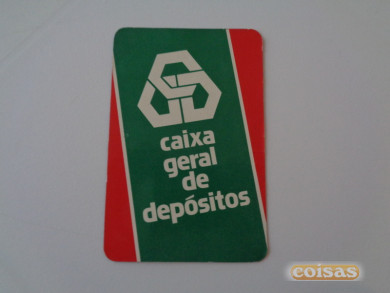 caixa
geral
de
depósitos
coisas